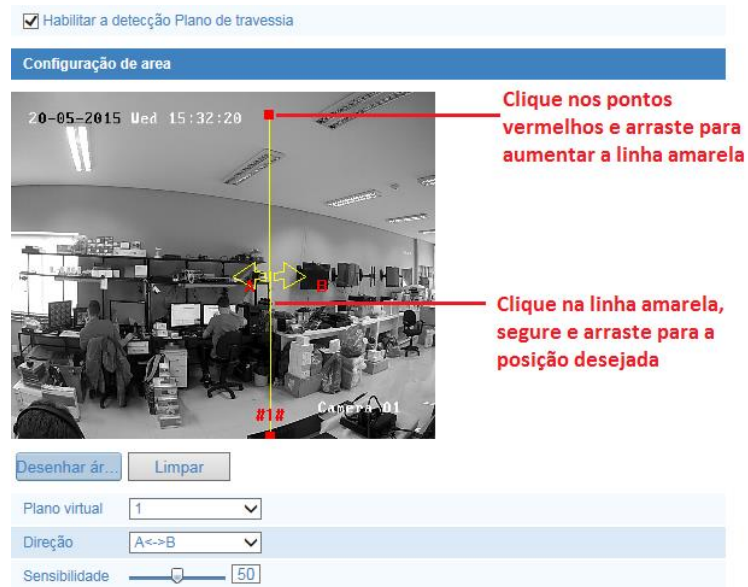 Habilitar a detecção Plano de travessia
Configuração de area
20-05-2015 Wed 15:32:20
Clique nos pontos
vermelhos e arraste para
aumentar a linha amarela
A
B
Clique na linha amarela,
segure e arraste para a
posição desejada
#1#
Camera 01
Desenhar ár...
Limpar
Plano virtual 1
Direção A<->B
Sensibilidade 50